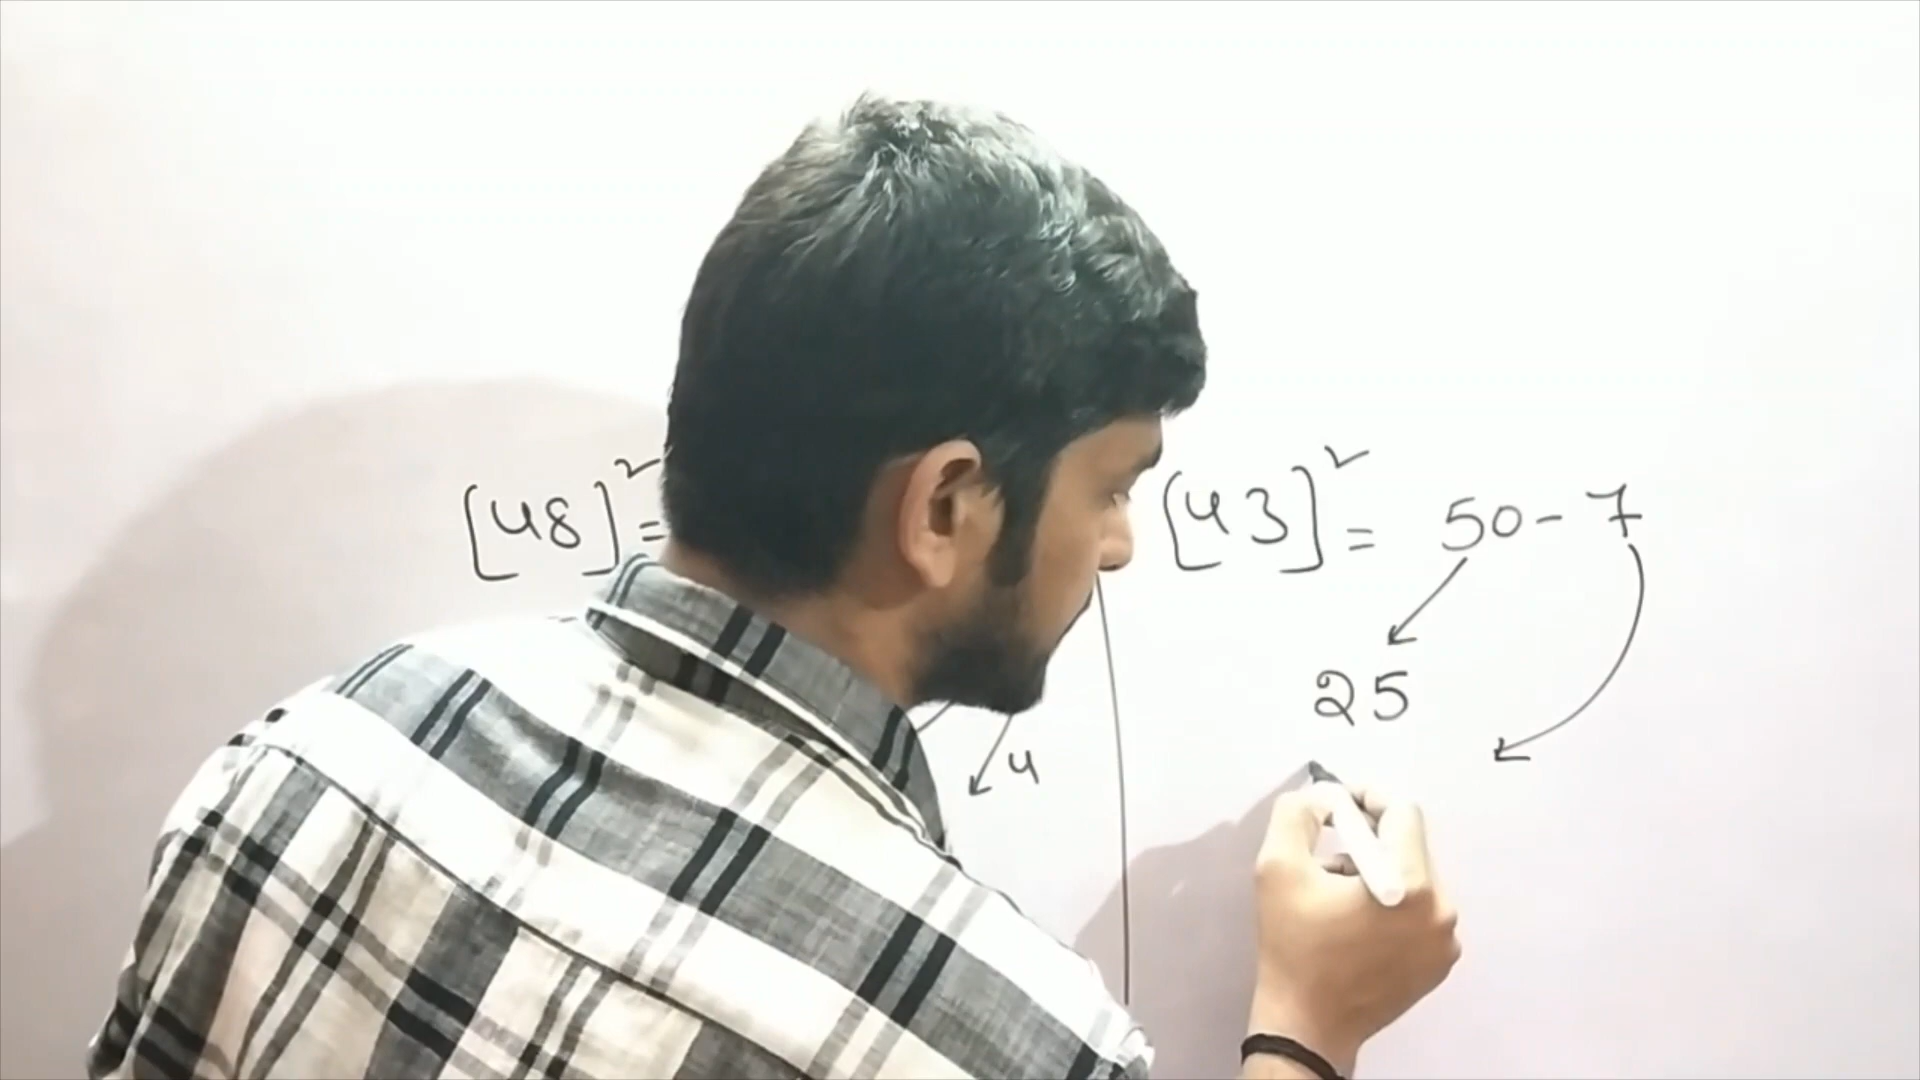 [48]² =
4
[43]² = 50 - 7
25